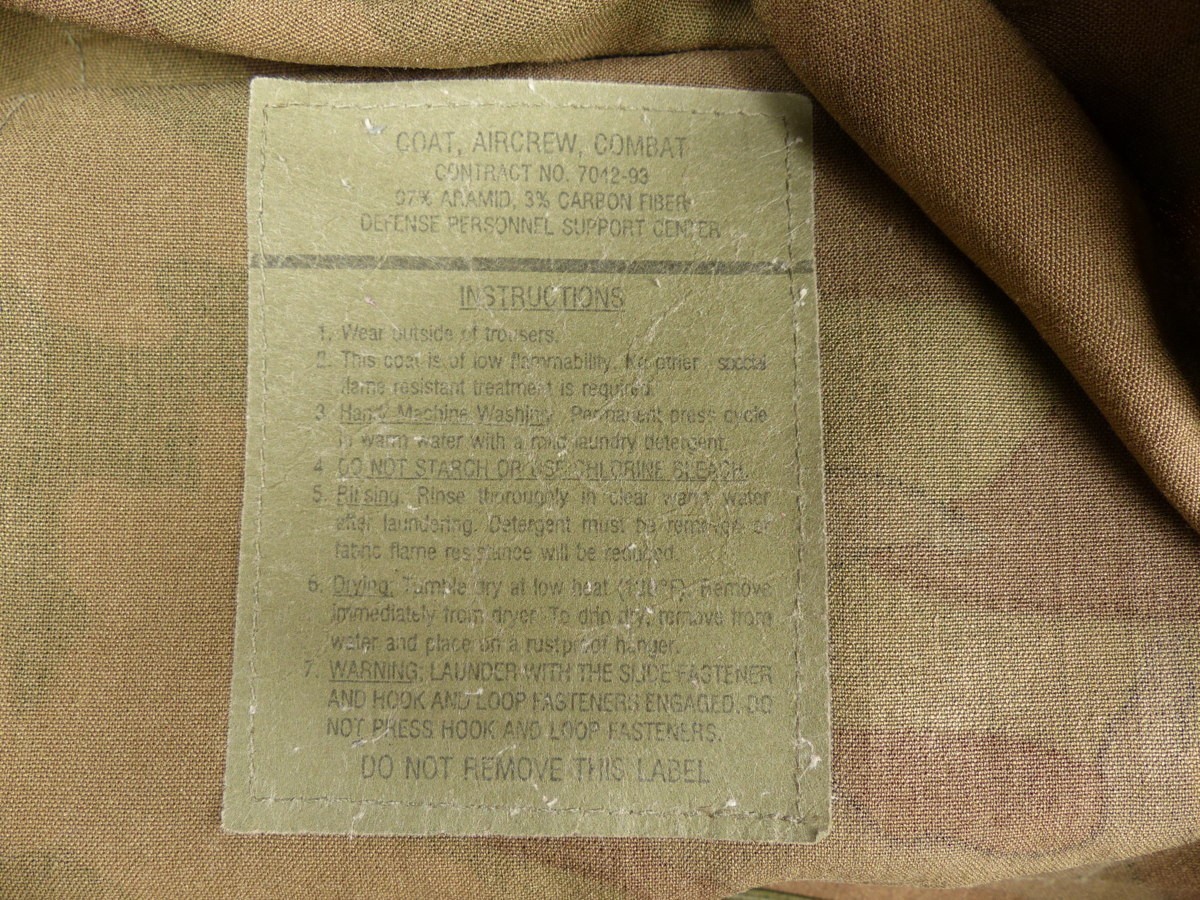 COAT, AIRCREW, COMBAT
CONTRACT NO. 7042-93
97% ARAMID, 3% CARBON FIBER
DEFENSE PERSONNEL SUPPORT CENTER
INSTRUCTIONS
1. Wear outside of trousers.
2. This coat is of low flammability. No other special
flame resistant treatment is required.
3. Hand/ Machine Washing: Permanent press cycle
in warm water with a mild laundry detergent.
4. DO NOT STARCH OR USE CHLORINE BLEACH.
5. Rinsing: Rinse thoroughly in clear warm water
after laundering. Detergent must be removed or
fabric flame resistance will be reduced.
6. Drying: Tumble dry at low heat Remove
immediately from dryer. To drip dry, remove from
water and place on a rustproof hanger.
7. WARNING: LAUNDER WITH THE SLIDE FASTENER
AND HOOK AND LOOP FASTENERS ENGAGED. DO
NOT PRESS HOOK AND LOOP FASTENERS.
DO NOT REMOVE THIS LABEL